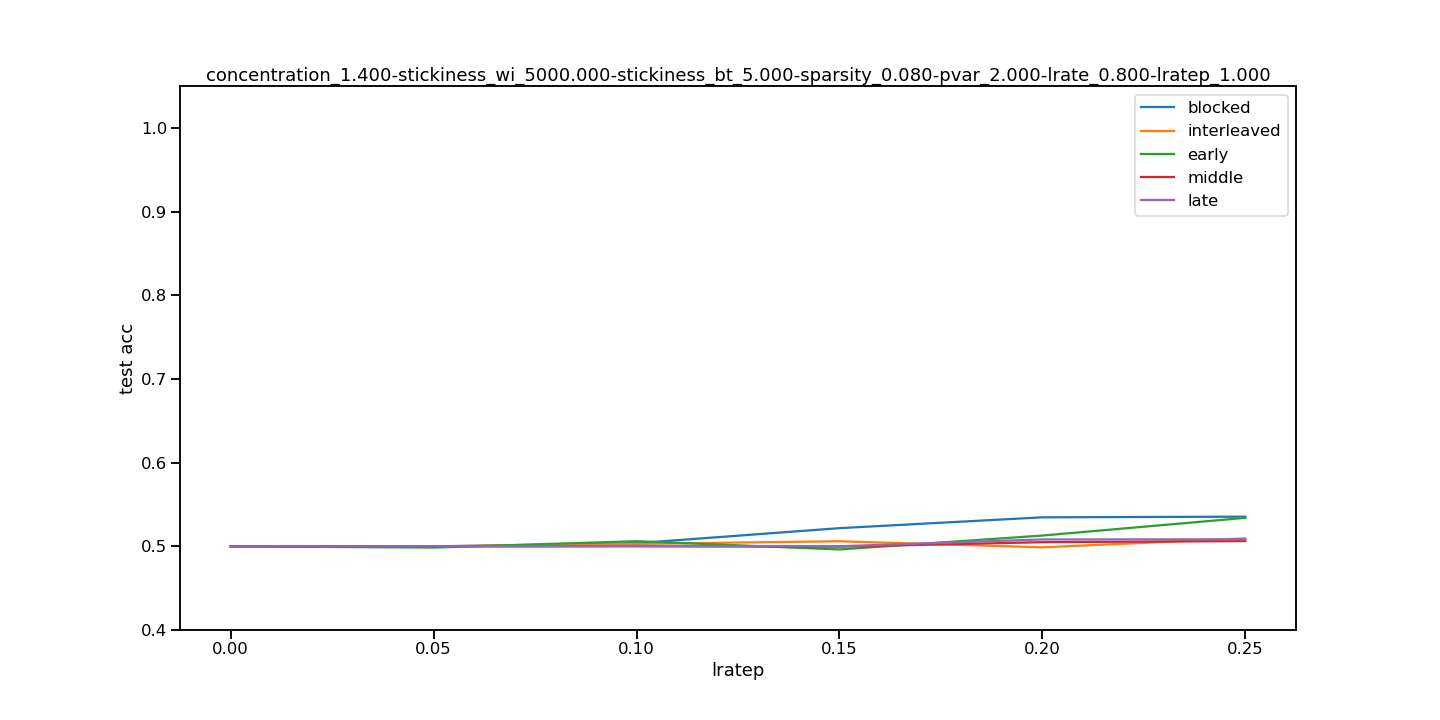 concentration_1.400-stickiness_wi_5000.000-stickiness_bt_5.000-sparsity_0.080-pvar_2.000-lrate_0.800-lratep_1.000
blocked
interleaved
early
middle
late
1.0
0.9
0.8
0.7
0.6
0.5
0.4
test acc
0.00 0.05 0.10 0.15 0.20 0.25
lratep